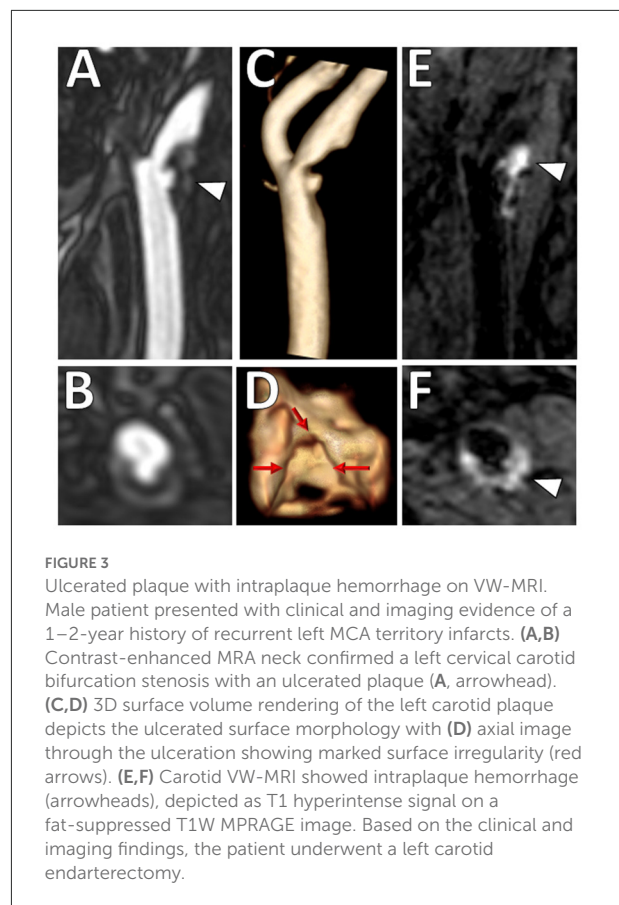 A
C
E
B
D
F
FIGURE 3
Ulcerated plaque with intraplaque hemorrhage on VW-MRI.
Male patient presented with clinical and imaging evidence of a
1–2-year history of recurrent left MCA territory infarcts. (A,B)
Contrast-enhanced MRA neck confirmed a left cervical carotid
bifurcation stenosis with an ulcerated plaque (A, arrowhead).
(C,D) 3D surface volume rendering of the left carotid plaque
depicts the ulcerated surface morphology with (D) axial image
through the ulceration showing marked surface irregularity (red
arrows). (E,F) Carotid VW-MRI showed intraplaque hemorrhage
(arrowheads), depicted as T1 hyperintense signal on a
fat-suppressed T1W MPRAGE image. Based on the clinical and
imaging findings, the patient underwent a left carotid
endarterectomy.